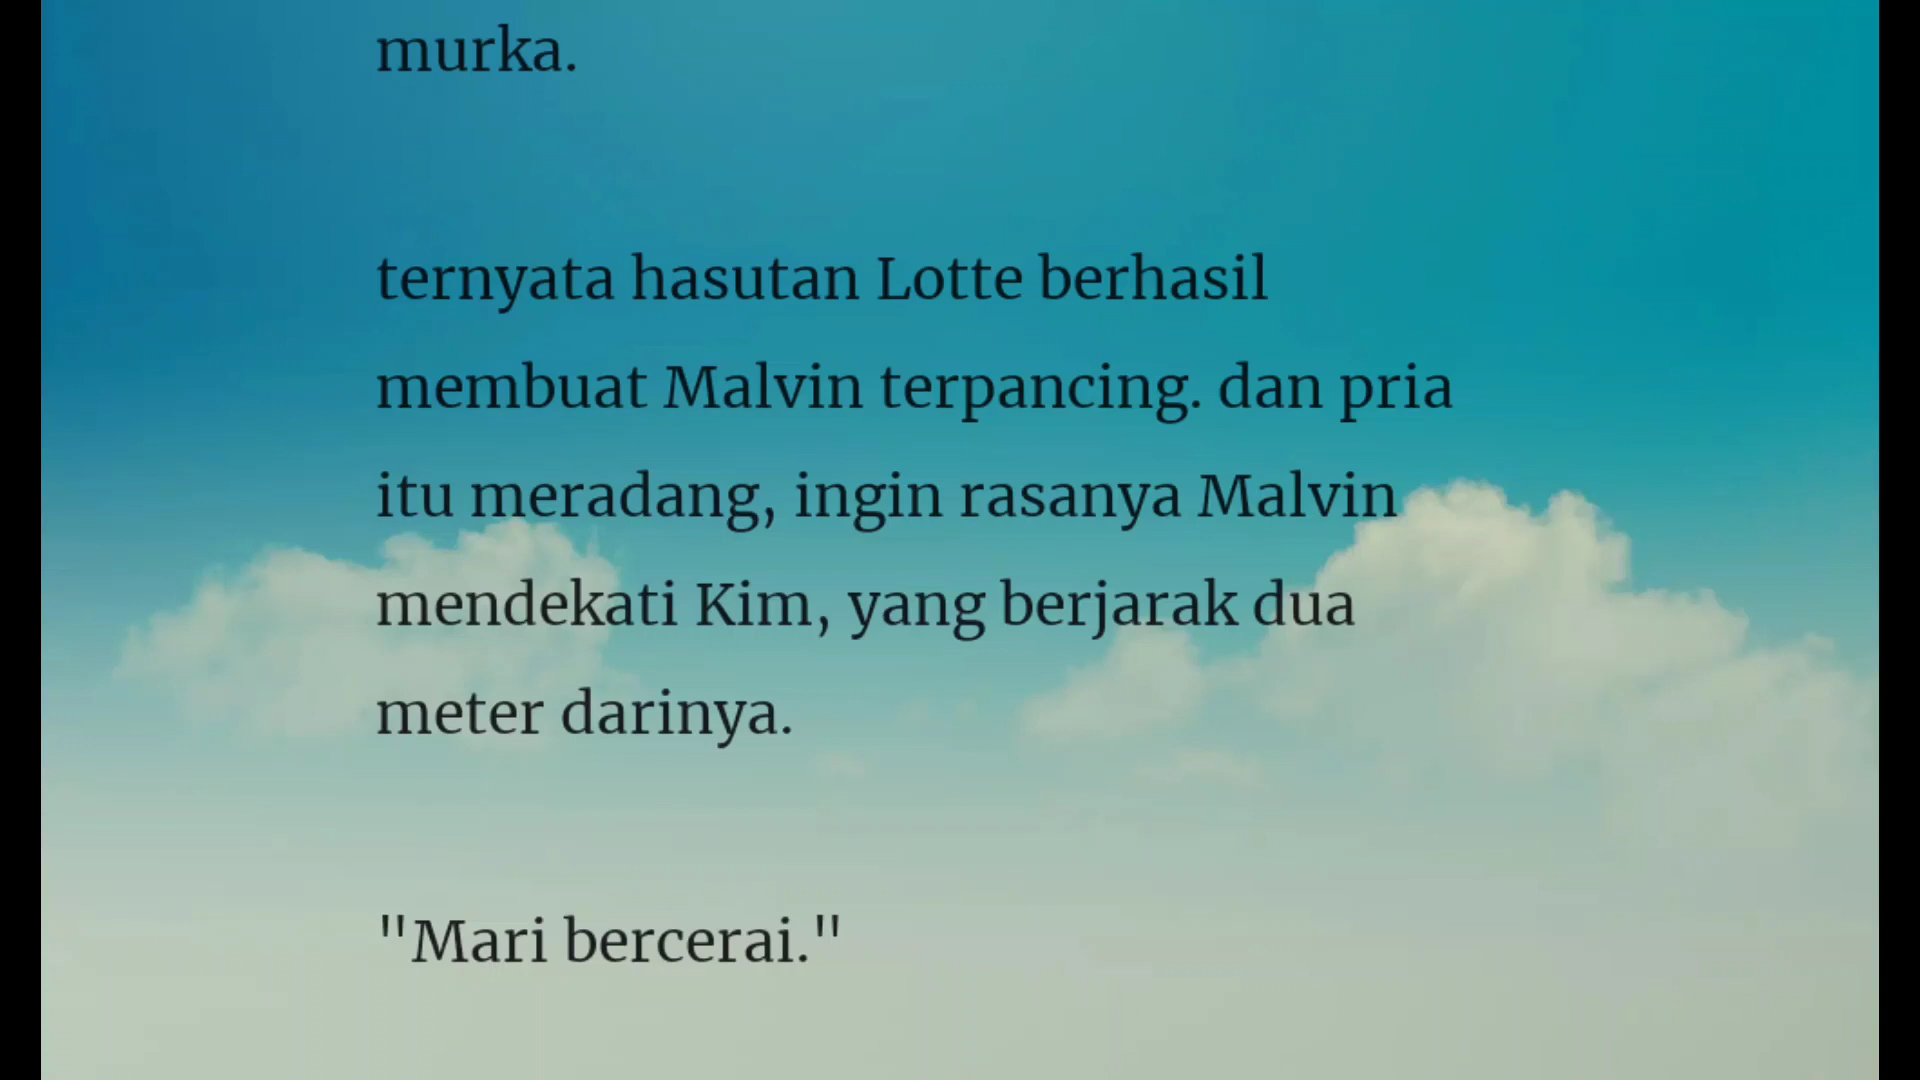 murka.
ternyata hasutan Lotte berhasil
membuat Malvin terpancing. dan pria
itu meradang, ingin rasanya Malvin
mendekati Kim, yang berjarak dua
meter darinya.
"Mari bercerai."